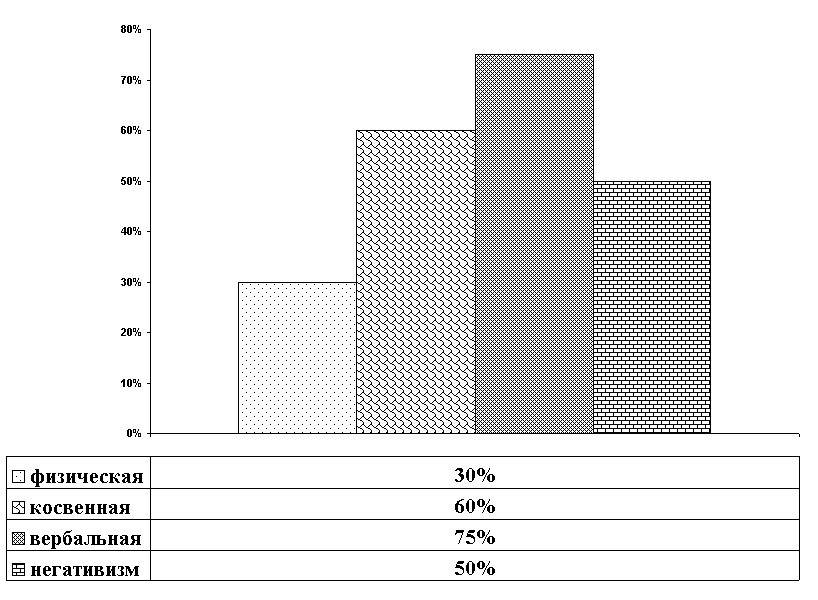 80%
70%
60%
50%
40%
30%
20%
10%
0%
физическая 30%
косвенная 60%
вербальная 75%
негативизм 50%